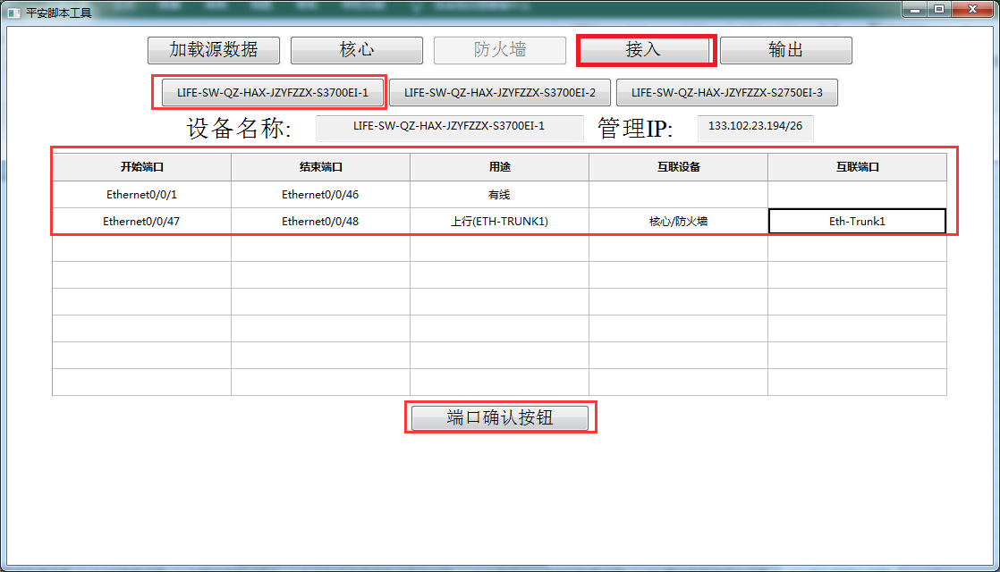 平安脚本工具
加载源数据 核心 防火墙 接入 输出
LIFE-SW-QZ-HAX-JZYFZZX-S3700EI-1 LIFE-SW-QZ-HAX-JZYFZZX-S3700EI-2 LIFE-SW-QZ-HAX-JZYFZZX-S2750EI-3
设备名称: LIFE-SW-QZ-HAX-JZYFZZX-S3700EI-1 管理IP: 133.102.23.194/26
开始端口 结束端口 用途 互联设备 互联端口
Ethernet0/0/1 Ethernet0/0/46 有线
Ethernet0/0/47 Ethernet0/0/48 上行(ETH-TRUNK1) 核心/防火墙 Eth-Trunk1
端口确认按钮